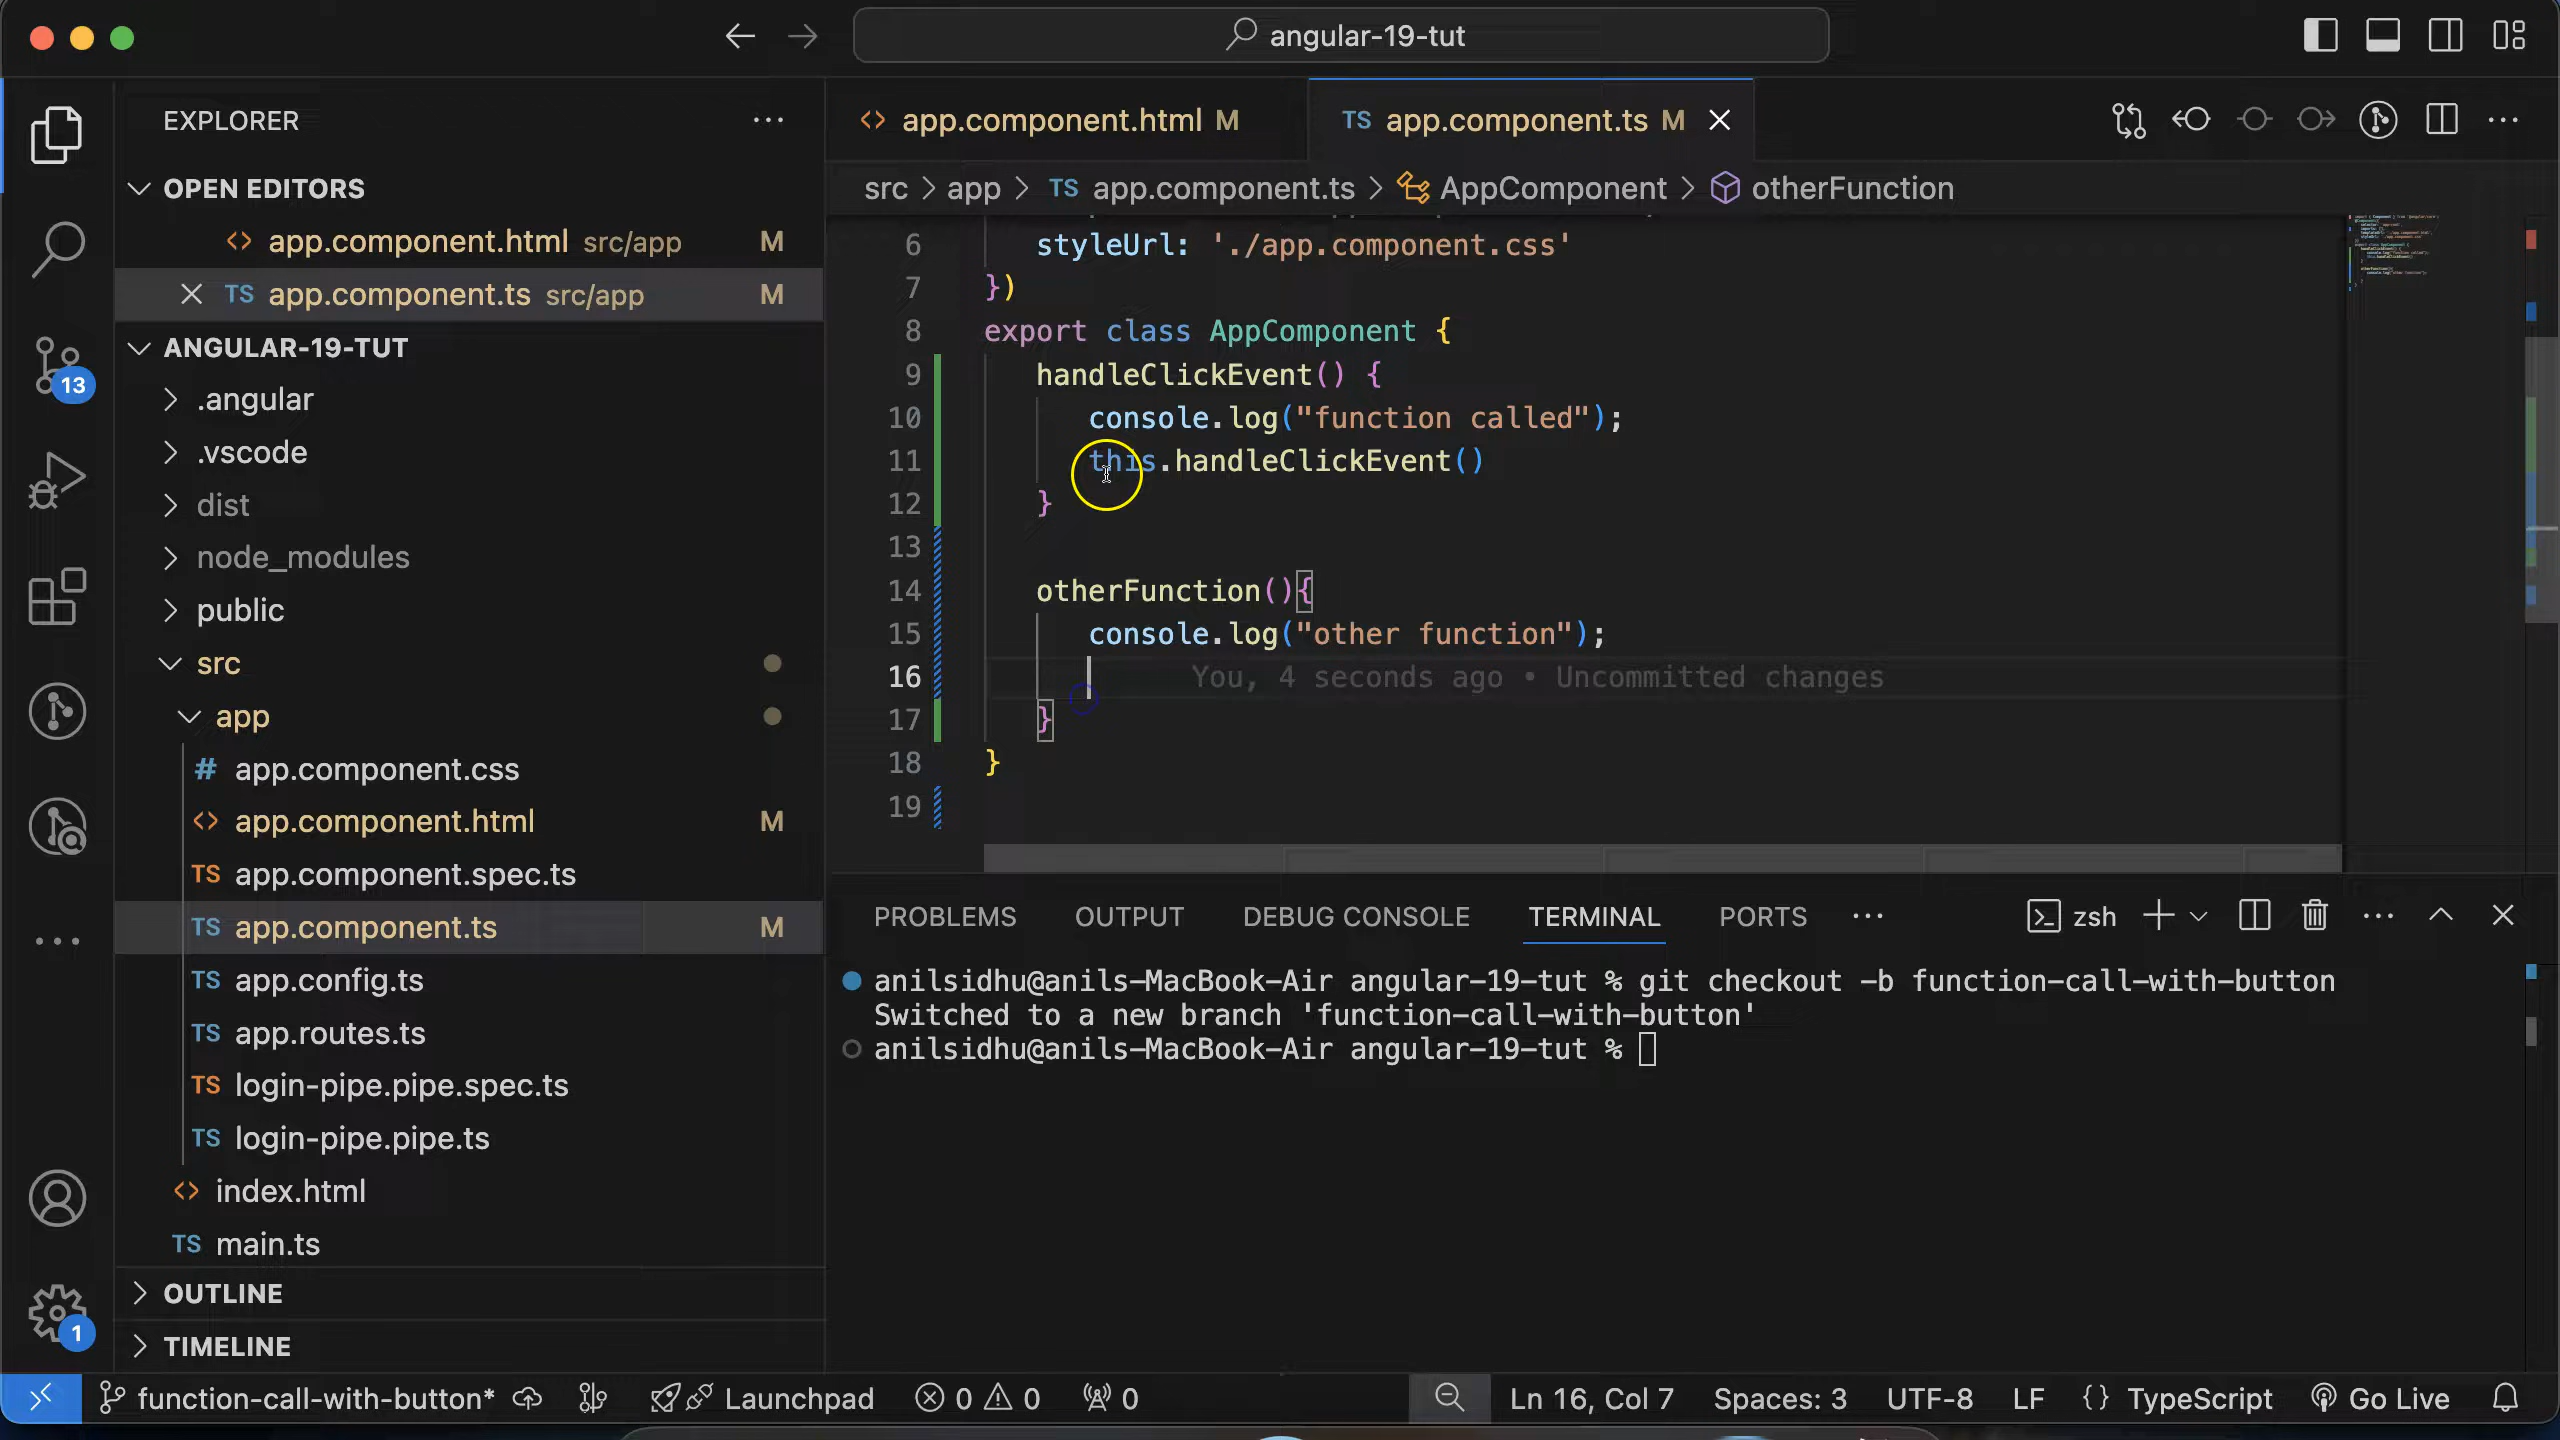 angular-19-tut
EXPLORER
OPEN EDITORS
app.component.html src/app M
TS app.component.ts src/app M
ANGULAR-19-TUT
.angular
.vscode
dist
node_modules
public
src
app
# app.component.css
<> app.component.html M
TS app.component.spec.ts
TS app.component.ts M
TS app.config.ts
TS app.routes.ts
TS login-pipe.pipe.spec.ts
TS login-pipe.pipe.ts
<> index.html
TS main.ts
OUTLINE
TIMELINE
13
1
<> app.component.html M
TS app.component.ts M
src > app > TS app.component.ts > AppComponent > otherFunction
6 styleUrl: './app.component.css'
7 })
8 export class AppComponent {
9 handleClickEvent() {
10 console.log("function called");
11 this.handleClickEvent()
12 }
13
14 otherFunction(){
15 console.log("other function");
16 You, 4 seconds ago • Uncommitted changes
17 }
18 }
19
PROBLEMS OUTPUT DEBUG CONSOLE TERMINAL PORTS zsh
anilsidhu@anils-MacBook-Air angular-19-tut % git checkout -b function-call-with-button
Switched to a new branch 'function-call-with-button'
anilsidhu@anils-MacBook-Air angular-19-tut %
function-call-with-button* Launchpad 0 0 0 Ln 16, Col 7 Spaces: 3 UTF-8 LF {} TypeScript Go Live